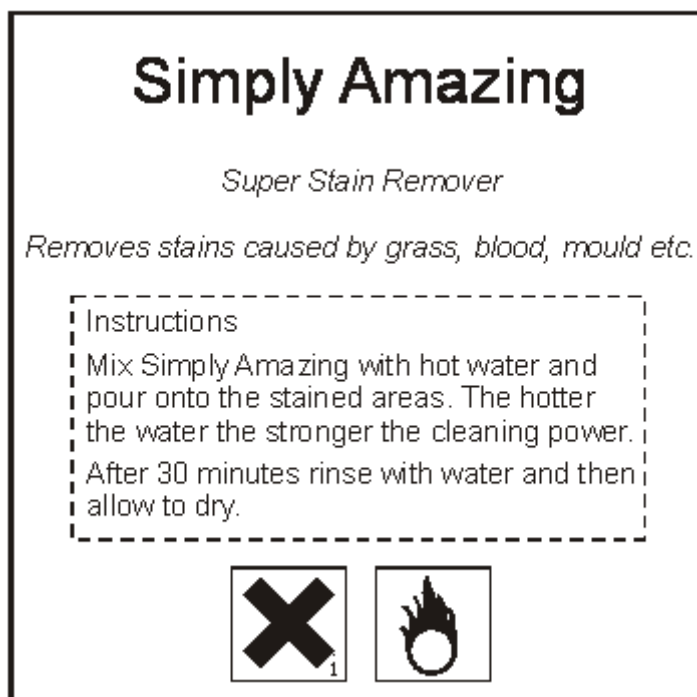 Simply Amazing
Super Stain Remover
Removes stains caused by grass, blood, mould etc.
Instructions
Mix Simply Amazing with hot water and
pour onto the stained areas. The hotter
the water the stronger the cleaning power.
After 30 minutes rinse with water and then
allow to dry.
i